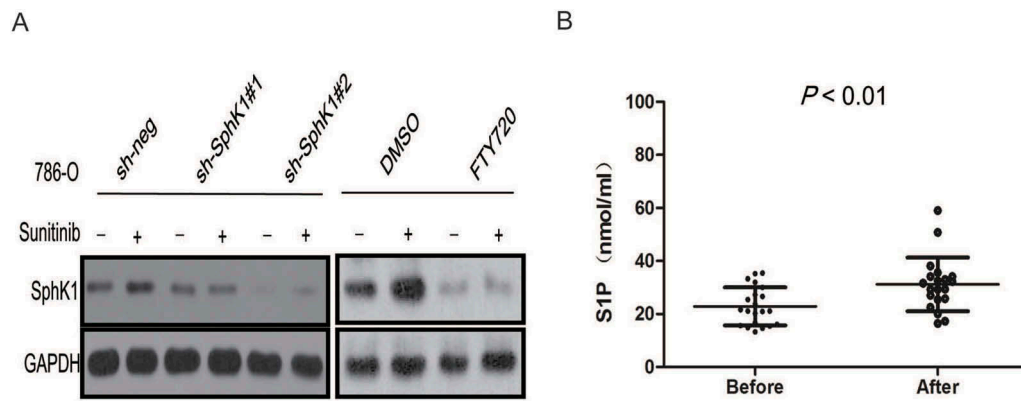 A
786-O
sh-neg
sh-SphK1#1
sh-SphK1#2
DMSO
FTY720
Sunitinib
- + - + - + - + - +
SphK1
GAPDH
B
P < 0.01
S1P (nmol/ml)
100
80
60
40
20
0
Before
After